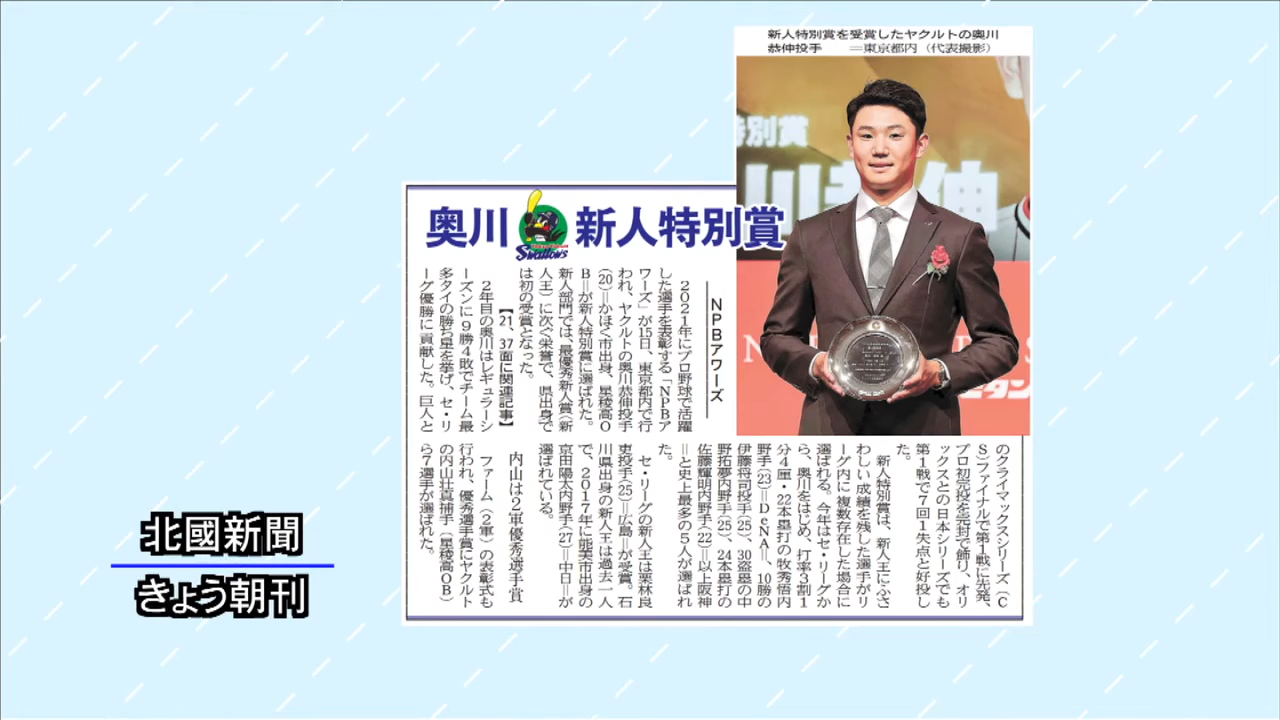 新人特別賞を受賞したヤクルトの奥川
恭伸投手　＝東京都内（代表撮影）
特別賞
奥川
Swallows
新人特別賞
NPBアワーズ
２０２１年にプロ野球で活躍
した選手を表彰する「ＮＰＢア
ワーズ」が15日、東京都内で行
われ、ヤクルトの奥川恭伸投手
(20)＝かほく市出身、星稜高Ｏ
Ｂ＝が新人特別賞に選ばれた。
新人部門では、最優秀新人賞（新
人王）に次ぐ栄誉で、県出身で
は初の受賞となった。
【21、37面に関連記事】
２年目の奥川はレギュラーシ
ーズンに９勝４敗でチーム最
多タイの勝ち星を挙げ、セ・リ
ーグ優勝に貢献した。巨人と
のクライマックスシリーズ（Ｃ
Ｓ）ファイナルで第１戦に先発、
プロ初完投を完封で飾り、オリ
ックスとの日本シリーズでも
第１戦で７回１失点と好投し
た。
新人特別賞は、新人王にふさ
わしい成績を残した選手がリ
ーグ内に複数存在した場合に
選ばれる。今年はセ・リーグか
ら、奥川をはじめ、打率３割１
分４厘・22本塁打の牧秀悟内
野手(23)＝ＤｅＮＡ＝、10勝の
伊藤将司投手(25)、30盗塁の中
野拓夢内野手(25)、24本塁打の
佐藤輝明内野手(22)＝以上阪神
＝と史上最多の５人が選ばれ
た。
セ・リーグの新人王は栗林良
吏投手(25)＝広島＝が受賞。石
川県出身の新人王は過去一人
で、２０１７年に能美市出身の
京田陽太内野手(27)＝中日＝が
選ばれている。
内山は２軍優秀選手賞
ファーム（２軍）の表彰式も
行われ、優秀選手賞にヤクルト
の内山壮真捕手（星稜高ＯＢ）
ら７選手が選ばれた。
北國新聞
きょう朝刊